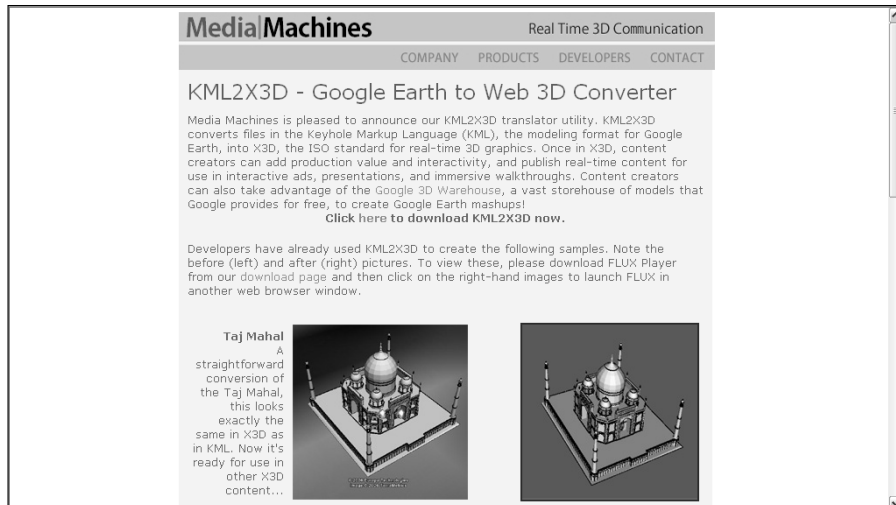 Media|Machines
Real Time 3D Communication
COMPANY PRODUCTS DEVELOPERS CONTACT
KML2X3D - Google Earth to Web 3D Converter
Media Machines is pleased to announce our KML2X3D translator utility. KML2X3D
converts files in the Keyhole Markup Language (KML), the modeling format for Google
Earth, into X3D, the ISO standard for real-time 3D graphics. Once in X3D, content
creators can add production value and interactivity, and publish real-time content for
use in interactive ads, presentations, and immersive walkthroughs. Content creators
can also take advantage of the Google 3D Warehouse, a vast storehouse of models that
Google provides for free, to create Google Earth mashups!
Click here to download KML2X3D now.
Developers have already used KML2X3D to create the following samples. Note the
before (left) and after (right) pictures. To view these, please download FLUX Player
from our download page and then click on the right-hand images to launch FLUX in
another web browser window.
Taj Mahal
A
straightforward
conversion of
the Taj Mahal,
this looks
exactly the
same in X3D as
in KML. Now it's
ready for use in
other X3D
content...